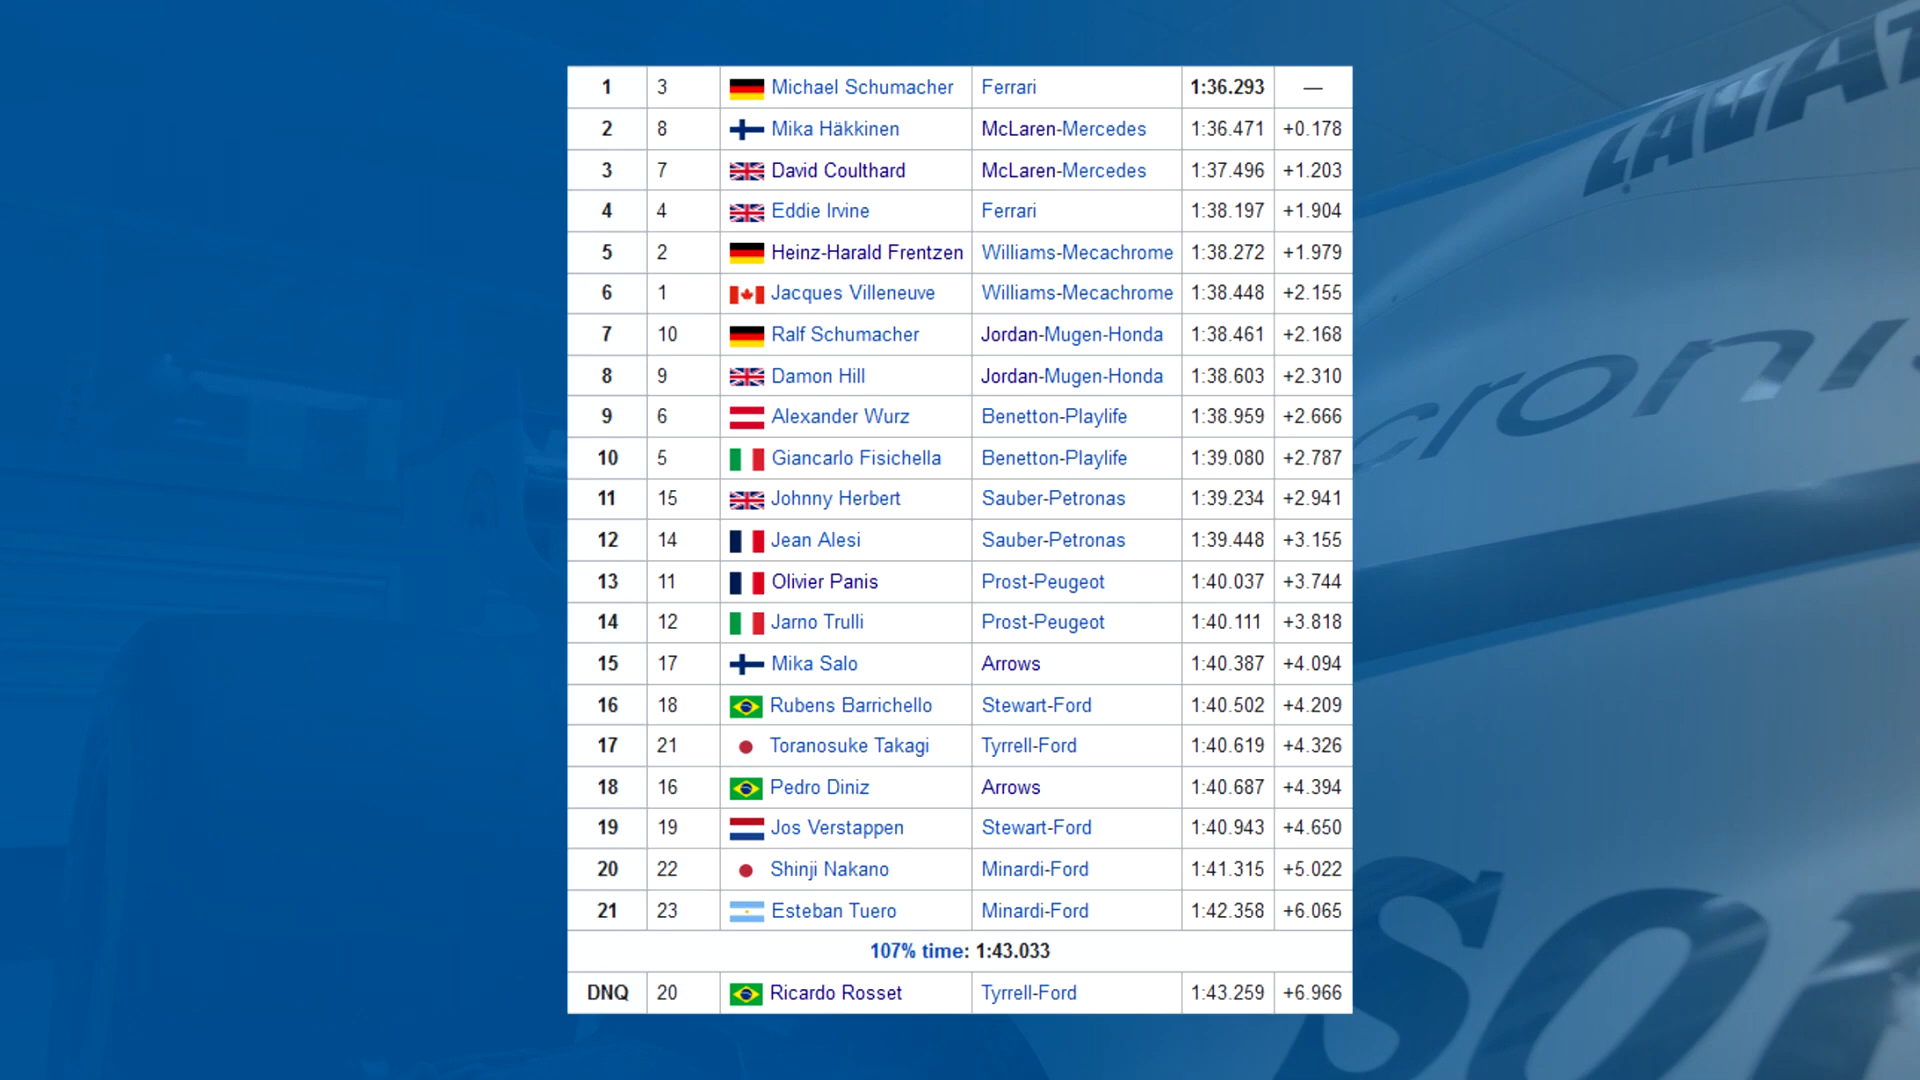 1 3 Michael Schumacher Ferrari 1:36.293 —
2 8 Mika Häkkinen McLaren-Mercedes 1:36.471 +0.178
3 7 David Coulthard McLaren-Mercedes 1:37.496 +1.203
4 4 Eddie Irvine Ferrari 1:38.197 +1.904
5 2 Heinz-Harald Frentzen Williams-Mecachrome 1:38.272 +1.979
6 1 Jacques Villeneuve Williams-Mecachrome 1:38.448 +2.155
7 10 Ralf Schumacher Jordan-Mugen-Honda 1:38.461 +2.168
8 9 Damon Hill Jordan-Mugen-Honda 1:38.603 +2.310
9 6 Alexander Wurz Benetton-Playlife 1:38.959 +2.666
10 5 Giancarlo Fisichella Benetton-Playlife 1:39.080 +2.787
11 15 Johnny Herbert Sauber-Petronas 1:39.234 +2.941
12 14 Jean Alesi Sauber-Petronas 1:39.448 +3.155
13 11 Olivier Panis Prost-Peugeot 1:40.037 +3.744
14 12 Jarno Trulli Prost-Peugeot 1:40.111 +3.818
15 17 Mika Salo Arrows 1:40.387 +4.094
16 18 Rubens Barrichello Stewart-Ford 1:40.502 +4.209
17 21 Toranosuke Takagi Tyrrell-Ford 1:40.619 +4.326
18 16 Pedro Diniz Arrows 1:40.687 +4.394
19 19 Jos Verstappen Stewart-Ford 1:40.943 +4.650
20 22 Shinji Nakano Minardi-Ford 1:41.315 +5.022
21 23 Esteban Tuero Minardi-Ford 1:42.358 +6.065
107% time: 1:43.033
DNQ 20 Ricardo Rosset Tyrrell-Ford 1:43.259 +6.966